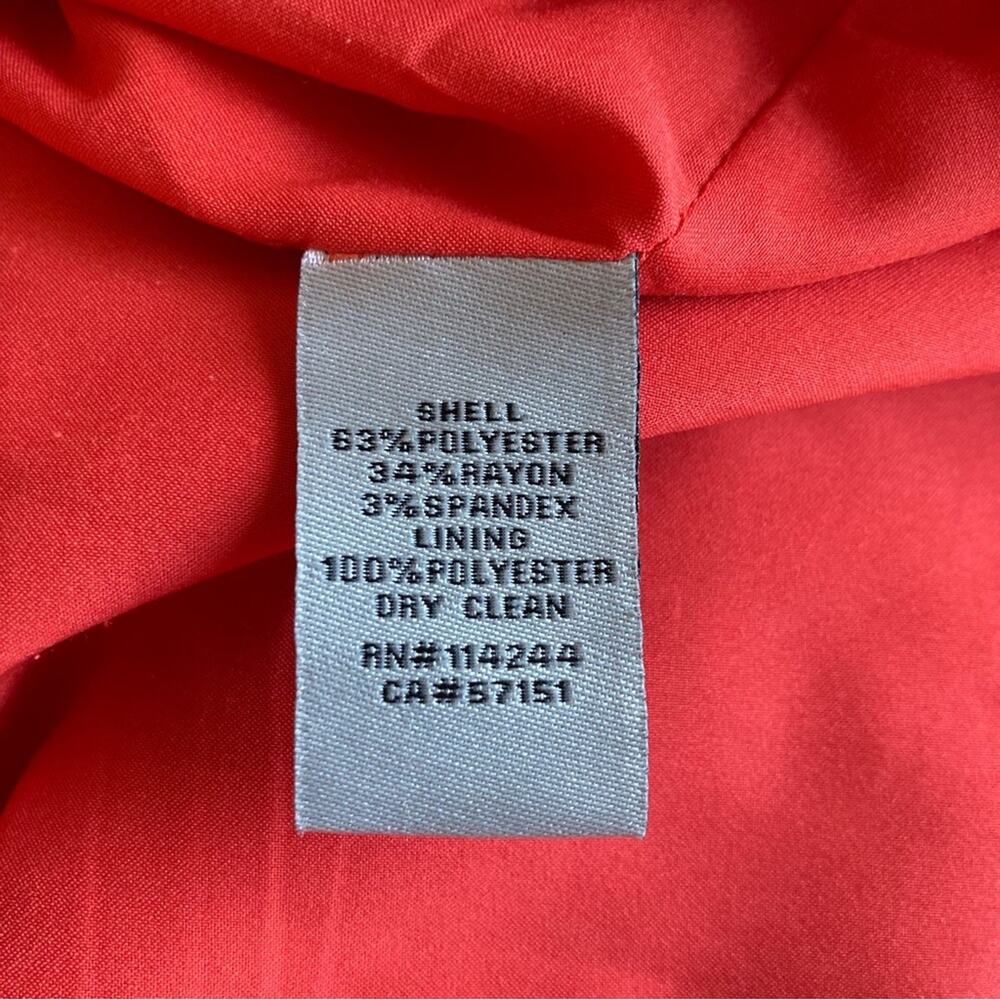 SHELL
63%POLYESTER
34%RAYON
3%SPANDEX
LINING
100%POLYESTER
DRY CLEAN
RN#114244
CA#57151